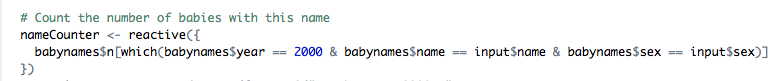 # Count the number of babies with this name
nameCounter <- reactive({
babynames$n[which(babynames$year == 2000 & babynames$name == input$name & babynames$sex == input$sex)]
})